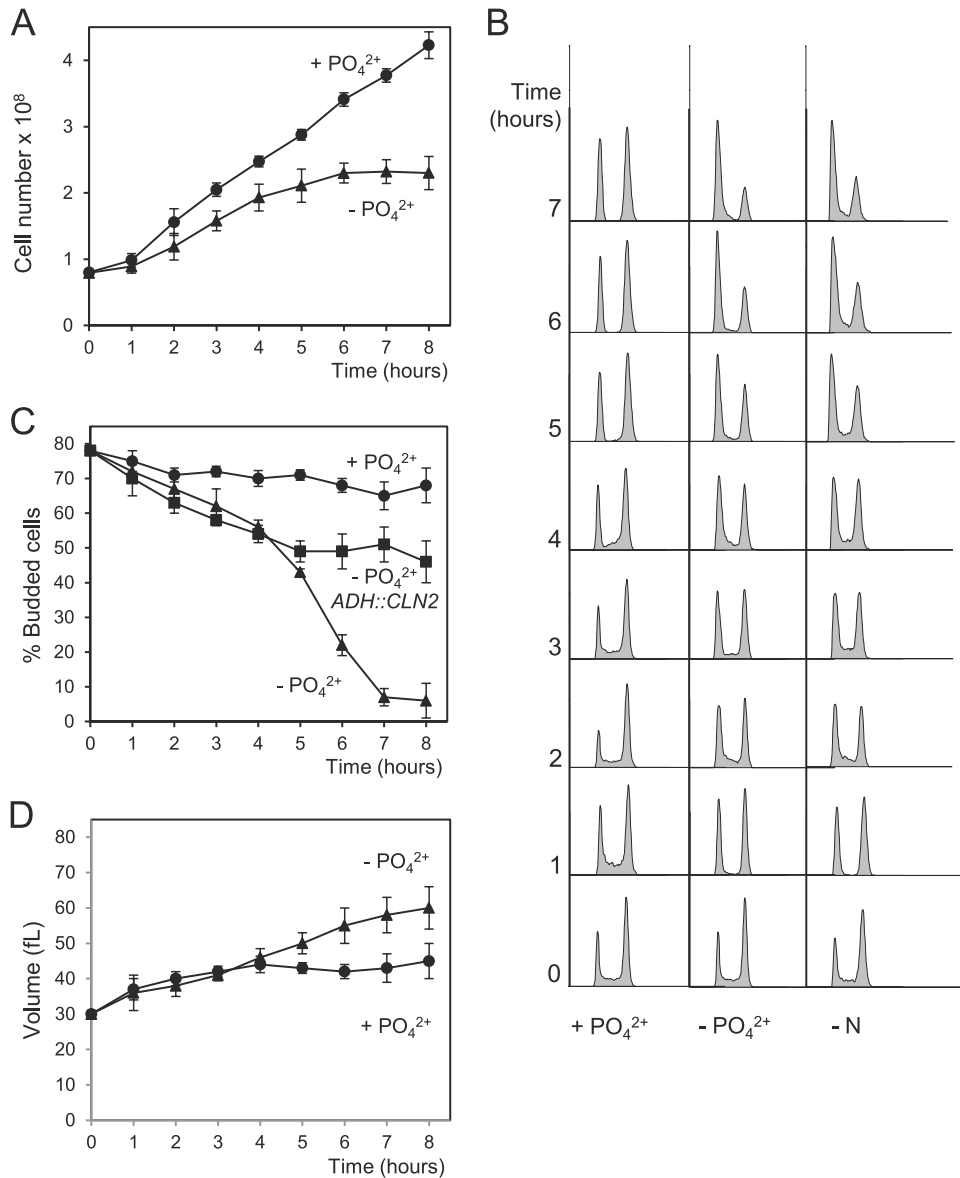 A
+ PO₄²⁺
- PO₄²⁺
Cell number x 10⁸
4
3
2
1
0
0 1 2 3 4 5 6 7 8
Time (hours)
B
Time
(hours)
7
6
5
4
3
2
1
0
+ PO₄²⁺ - PO₄²⁺ - N
C
+ PO₄²⁺
- PO₄²⁺
ADH::CLN2
- PO₄²⁺
% Budded cells
80
70
60
50
40
30
20
10
0
0 1 2 3 4 5 6 7 8
Time (hours)
D
- PO₄²⁺
+ PO₄²⁺
Volume (fL)
80
70
60
50
40
30
20
10
0
0 1 2 3 4 5 6 7 8
Time (hours)